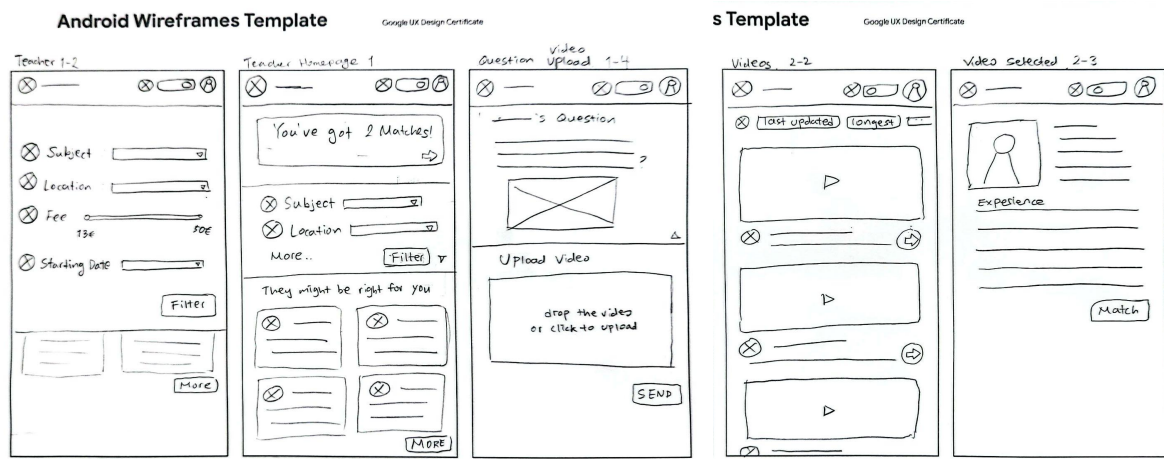 Android Wireframes Template
Google UX Design Certificate
s Template
Google UX Design Certificate
Teacher 1-2
R
Subject
Location
Fee
13€
50€
Starting Date
Filter
More
Teacher Homepage 1
R
You've got 2 Matches!
Subject
Location
More..
Filter
They might be right for you
MORE
Question Video Upload 1-4
R
's Question
?
Upload Video
drop the video
or click to upload
SEND
Videos 2-2
R
last updated
longest
Video selected 2-3
R
Experience
Match